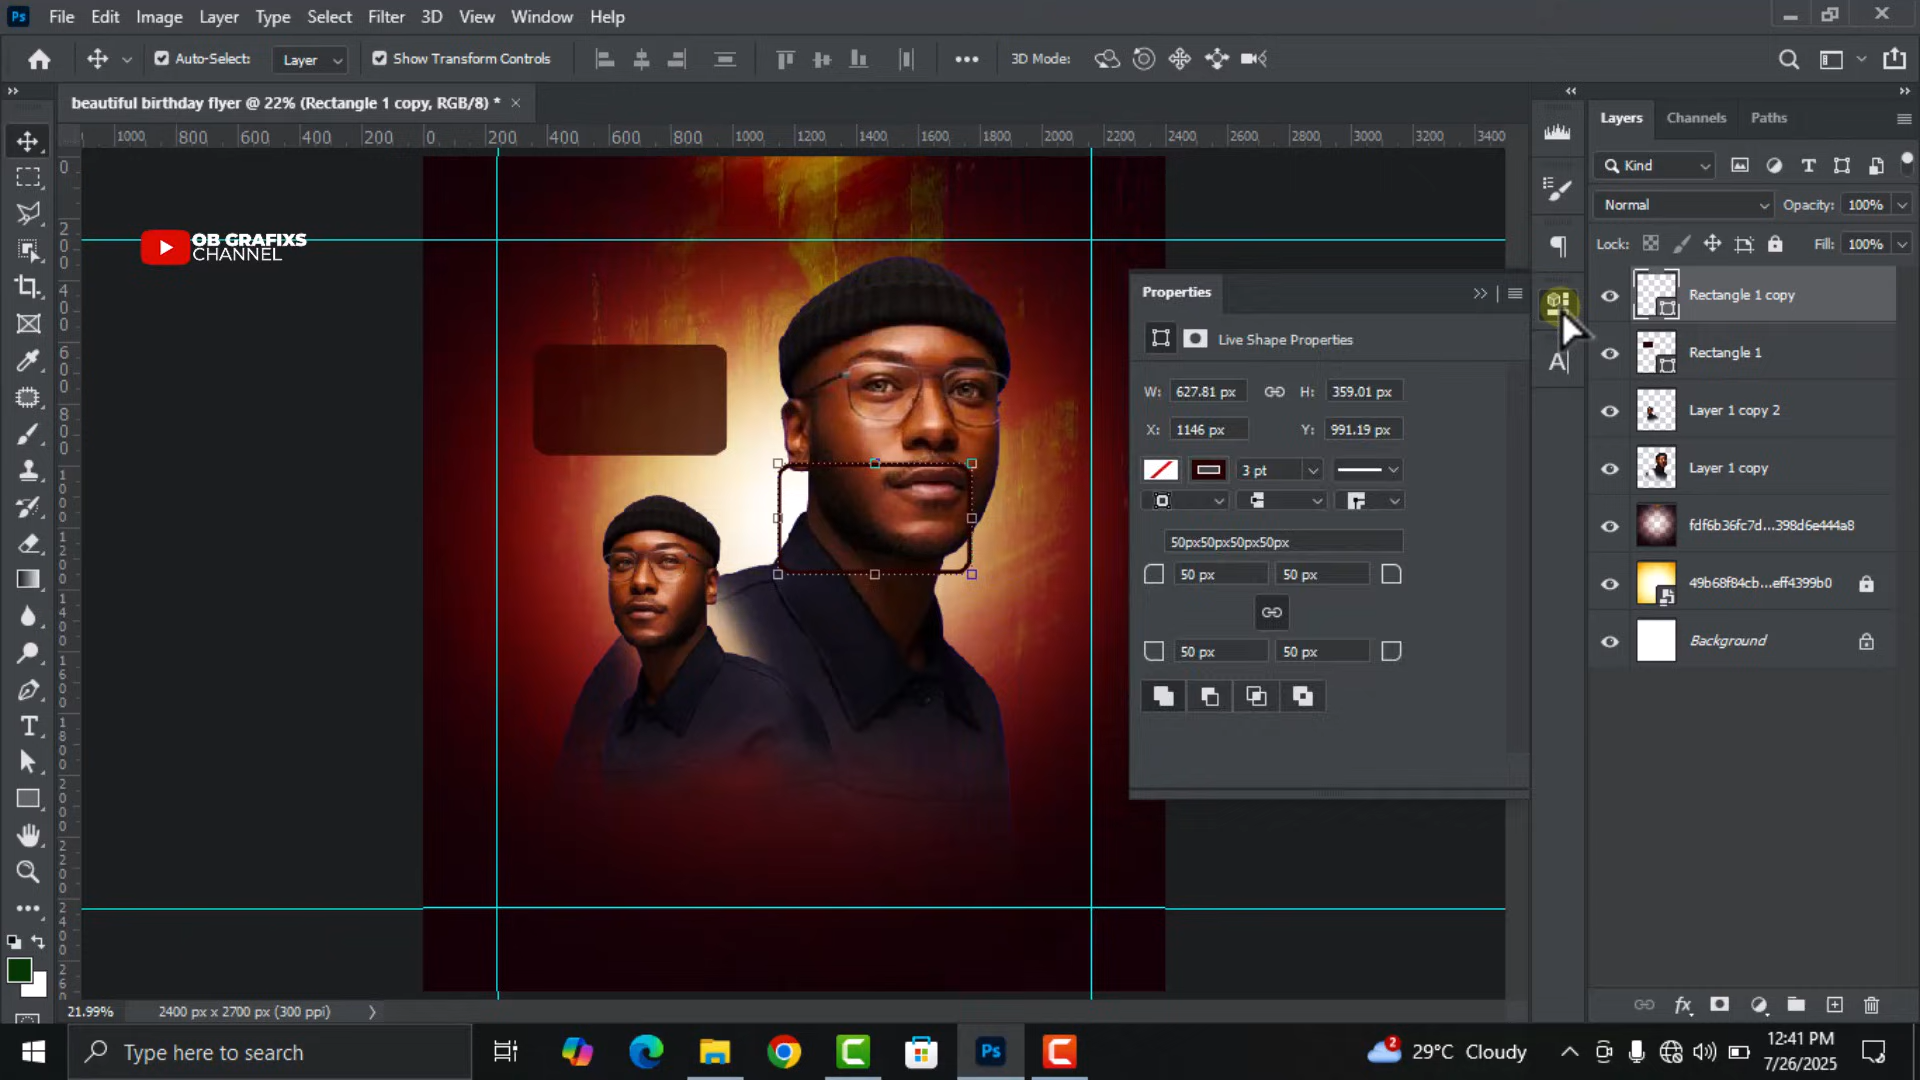 Ps File Edit Image Layer Type Select Filter 3D View Window Help
Auto-Select: Layer Show Transform Controls ••• 3D Mode:
beautiful birthday flyer @ 22% (Rectangle 1 copy, RGB/8) * ×
1000 800 600 400 200 0 200 400 600 800 1000 1200 1400 1600 1800 2000 2200 2400 2600 2800 3000 3200 3400
OB GRAFIXS
CHANNEL
Properties
Live Shape Properties
W: 627.81 px H: 359.01 px
X: 1146 px Y: 991.19 px
3 pt
50px50px50px50px
50 px 50 px
50 px 50 px
Layers Channels Paths
Kind
Normal Opacity: 100%
Lock: Fill: 100%
Rectangle 1 copy
Rectangle 1
Layer 1 copy 2
Layer 1 copy
fdf6b36fc7d...398d6e444a8
49b68f84cb...eff4399b0
Background
fx
21.99% 2400 px x 2700 px (300 ppi)
Type here to search
Ps
2
29°C Cloudy
12:41 PM
7/26/2025